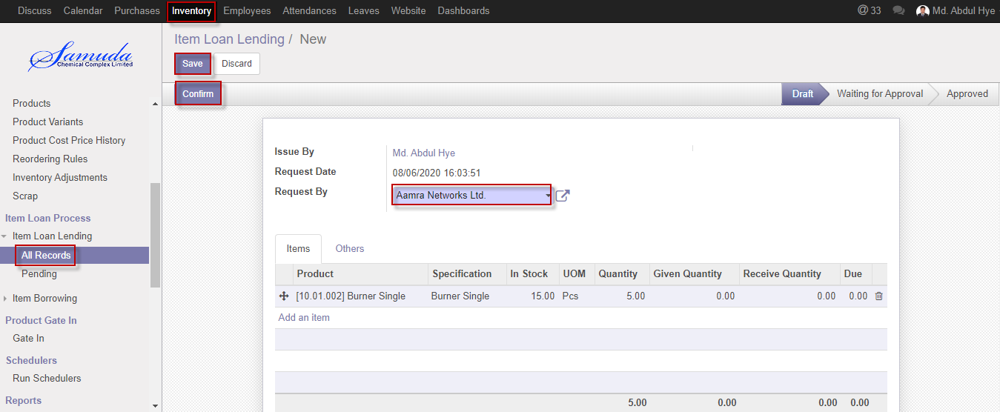 Discuss Calendar Purchases Inventory Employees Attendances Leaves Website Dashboards @ 33 Md. Abdul Hye
Samuda
Chemical Complex Limited
Products
Product Variants
Product Cost Price History
Reordering Rules
Inventory Adjustments
Scrap
Item Loan Process
Item Loan Lending
All Records
Pending
Item Borrowing
Product Gate In
Gate In
Schedulers
Run Schedulers
Reports
Item Loan Lending / New
Save Discard
Confirm Draft Waiting for Approval Approved
Issue By Md. Abdul Hye
Request Date 08/06/2020 16:03:51
Request By Aamra Networks Ltd.
Items Others
Product Specification In Stock UOM Quantity Given Quantity Receive Quantity Due
[10.01.002] Burner Single Burner Single 15.00 Pcs 5.00 0.00 0.00 0.00
Add an item
5.00 0.00 0.00 0.00